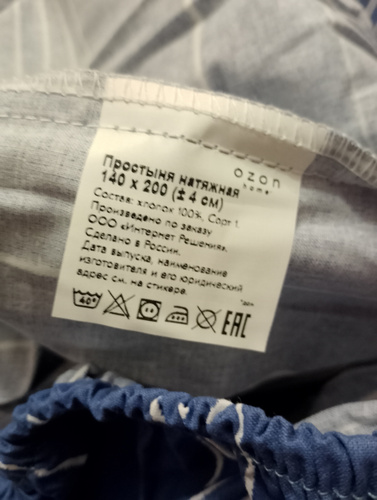 ozon
home
Простыня натяжная
140 х 200 (± 4 см)
Состав: хлопок 100%, Сорт 1.
Произведено по заказу
ООО «Интернет Решения».
Сделано в России.
Дата выпуска, наименование
изготовителя и его юридический
адрес см. на стикере.
40°
EAC